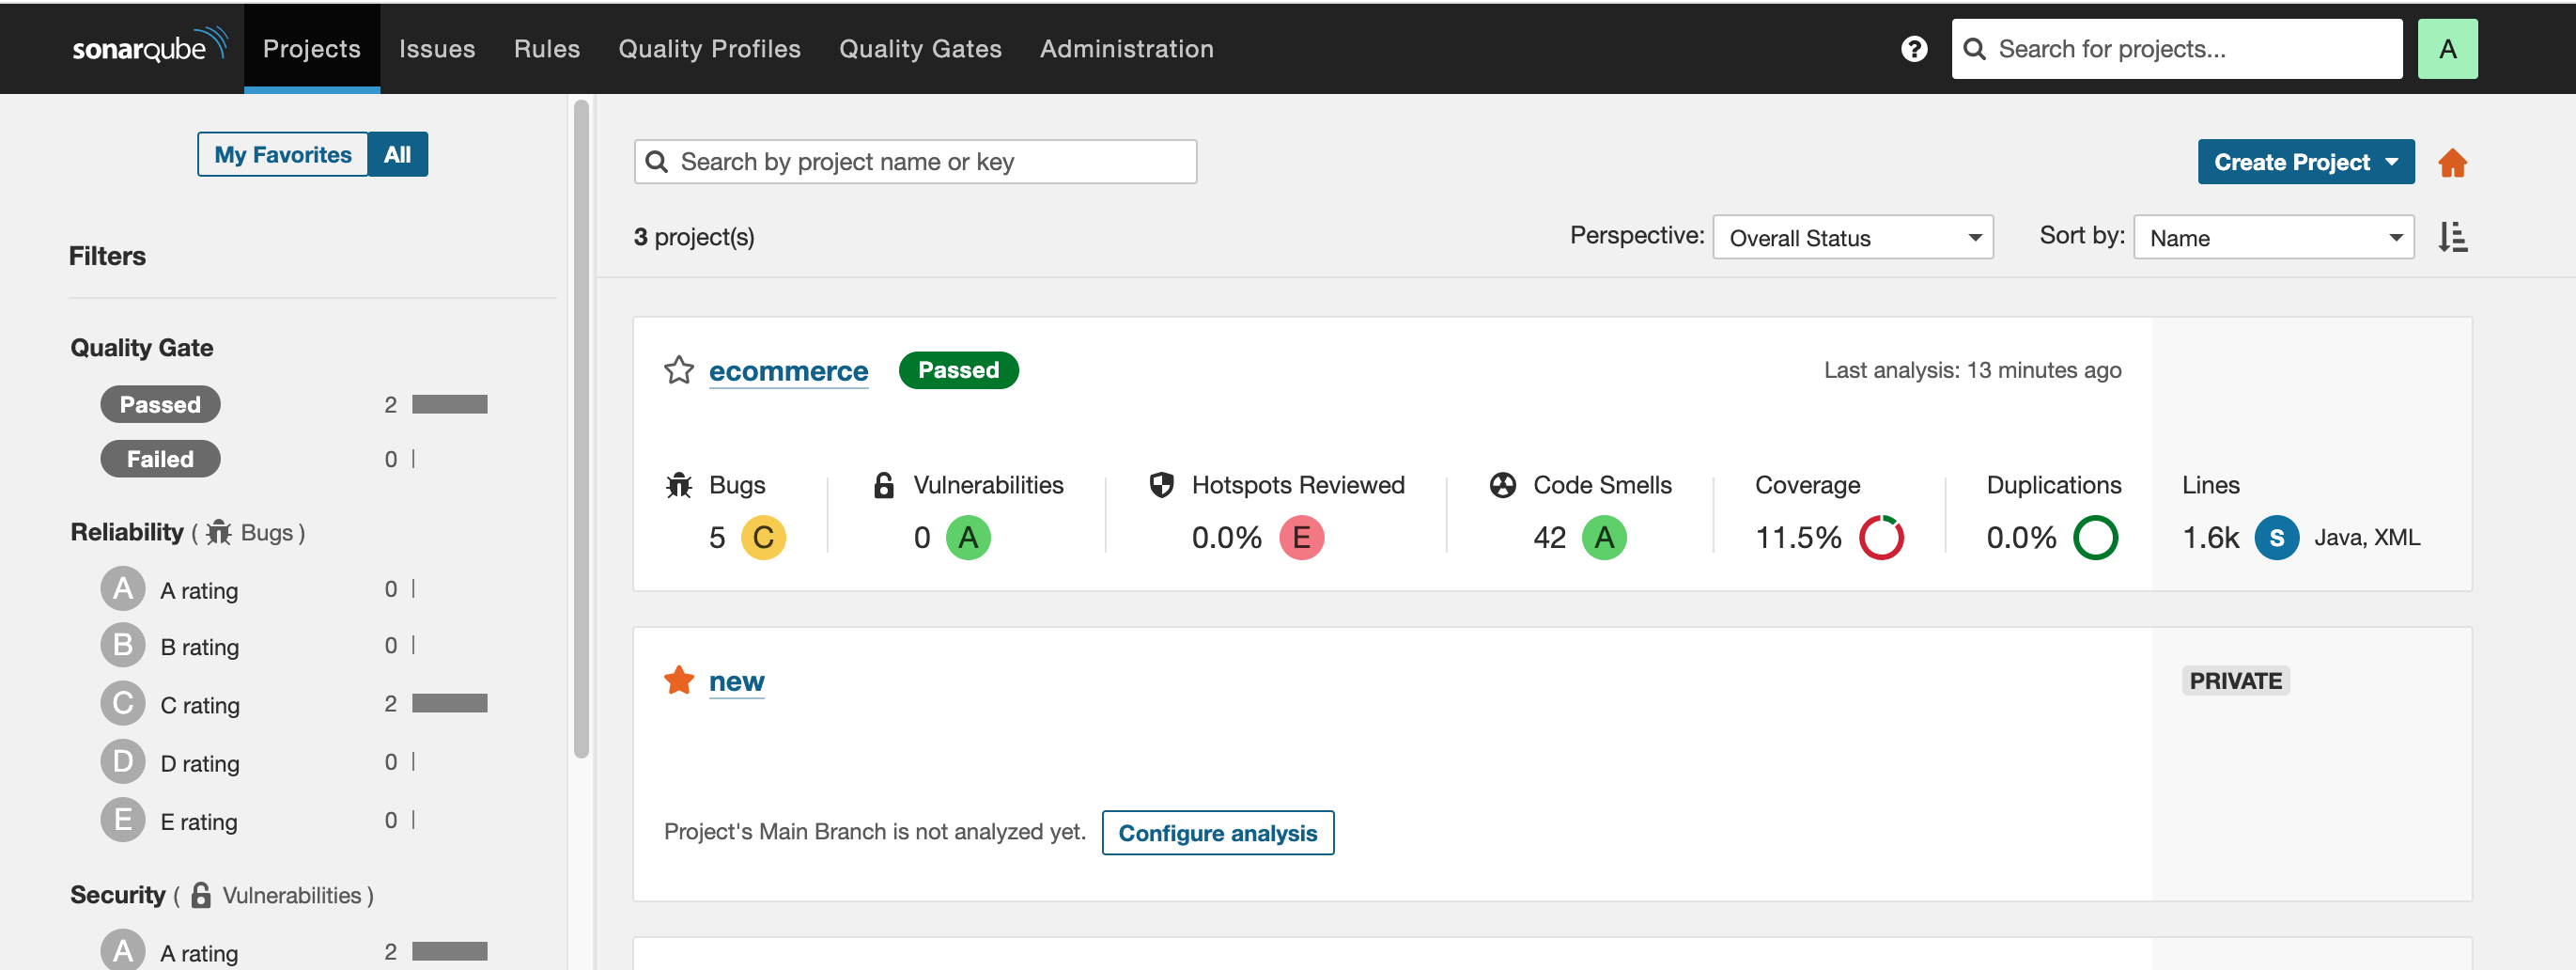 sonarqube Projects Issues Rules Quality Profiles Quality Gates Administration ? Search for projects... A
My Favorites All
Search by project name or key
Create Project
3 project(s)
Perspective: Overall Status
Sort by: Name
Filters
Quality Gate
Passed 2
Failed 0
Reliability ( Bugs )
A A rating 0
B B rating 0
C C rating 2
D D rating 0
E E rating 0
Security ( Vulnerabilities )
A A rating 2
ecommerce Passed
Last analysis: 13 minutes ago
Bugs Vulnerabilities Hotspots Reviewed Code Smells Coverage Duplications Lines
5 C 0 A 0.0% E 42 A 11.5% 0.0% 1.6k S Java, XML
new
PRIVATE
Project's Main Branch is not analyzed yet. Configure analysis